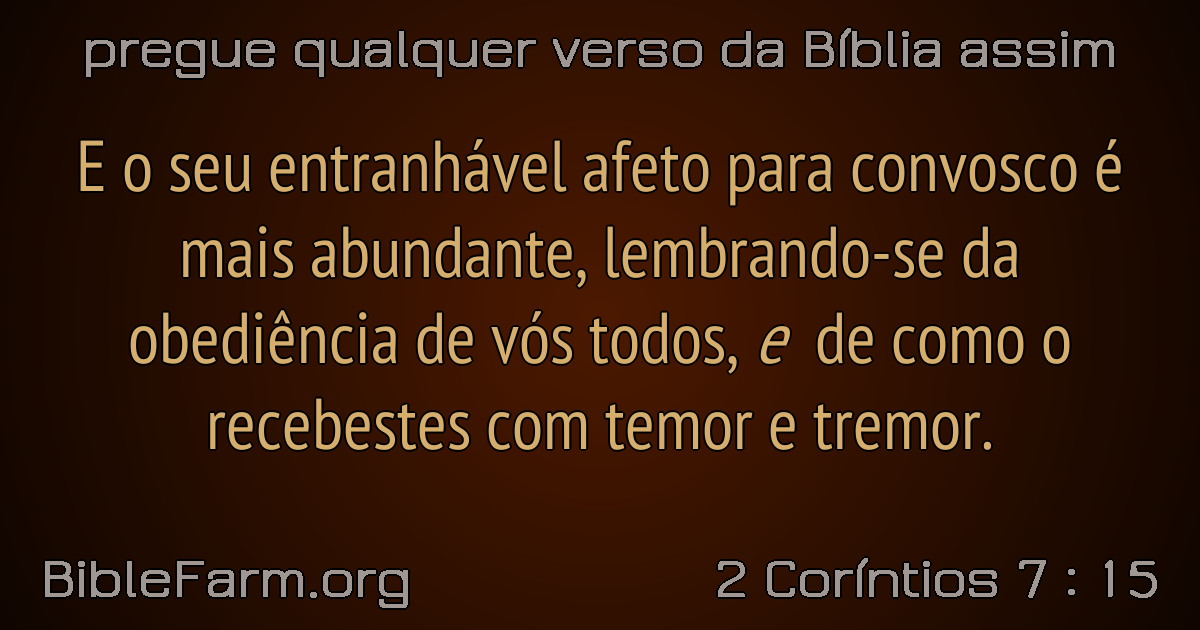 pregue qualquer verso da Bíblia assim
E o seu entranhável afeto para convosco é
mais abundante, lembrando-se da
obediência de vós todos, e de como o
recebestes com temor e tremor.
BibleFarm.org
2 Coríntios 7 : 15